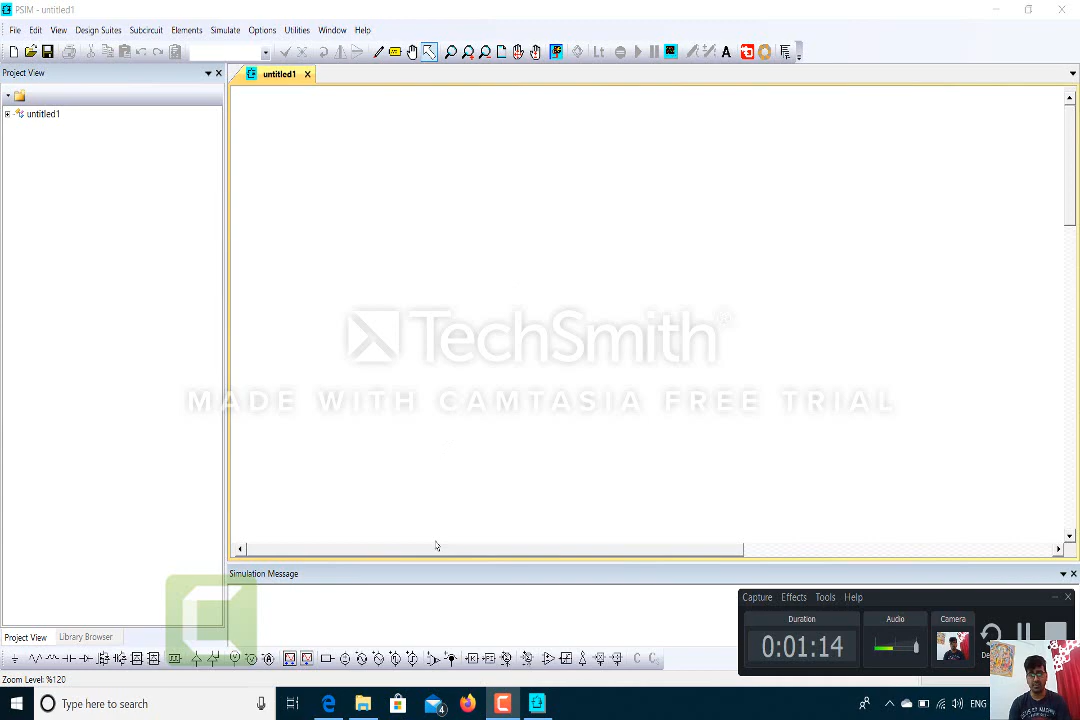 PSIM - untitled1
File Edit View Design Suites Subcircuit Elements Simulate Options Utilities Window Help
Lt
A
Project View
untitled1
untitled1
TechSmith®
MADE WITH CAMTASIA FREE TRIAL
Simulation Message
Capture Effects Tools Help
Duration
Audio
Camera
0:01:14
Project View
Library Browser
Zoom Level: %120
Type here to search
4
ENG